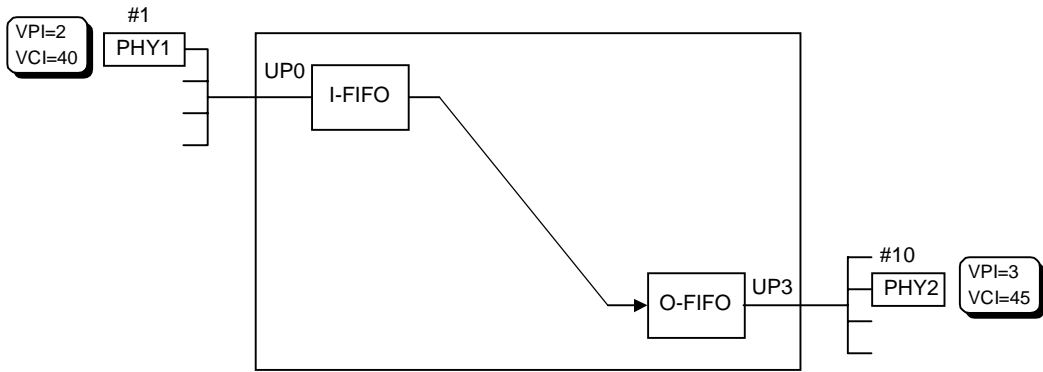 #1
VPI=2
VCI=40
PHY1
UP0
I-FIFO
#10
PHY2
VPI=3
VCI=45
UP3
O-FIFO